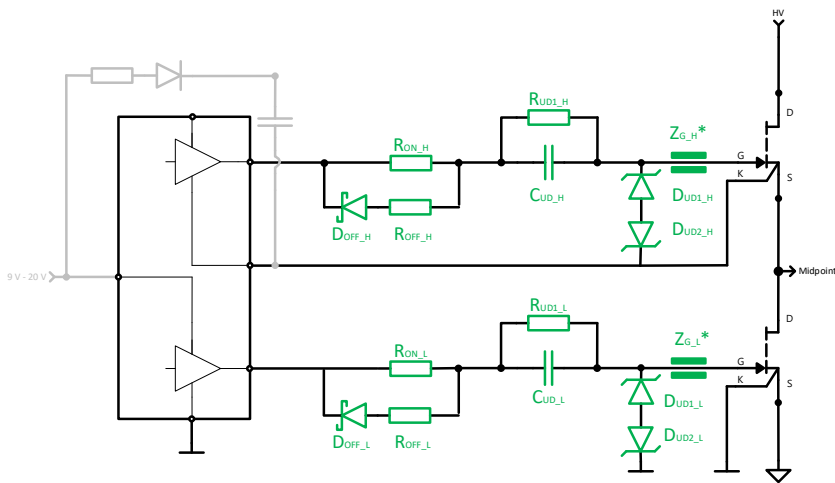 HV
R_UD1_H
Z_G_H*
D
R_ON_H
G
K
S
C_UD_H
D_UD1_H
D_OFF_H
R_OFF_H
D_UD2_H
9 V - 20 V
Midpoint
R_UD1_L
D
Z_G_L*
R_ON_L
G
K
S
C_UD_L
D_UD1_L
D_OFF_L
R_OFF_L
D_UD2_L